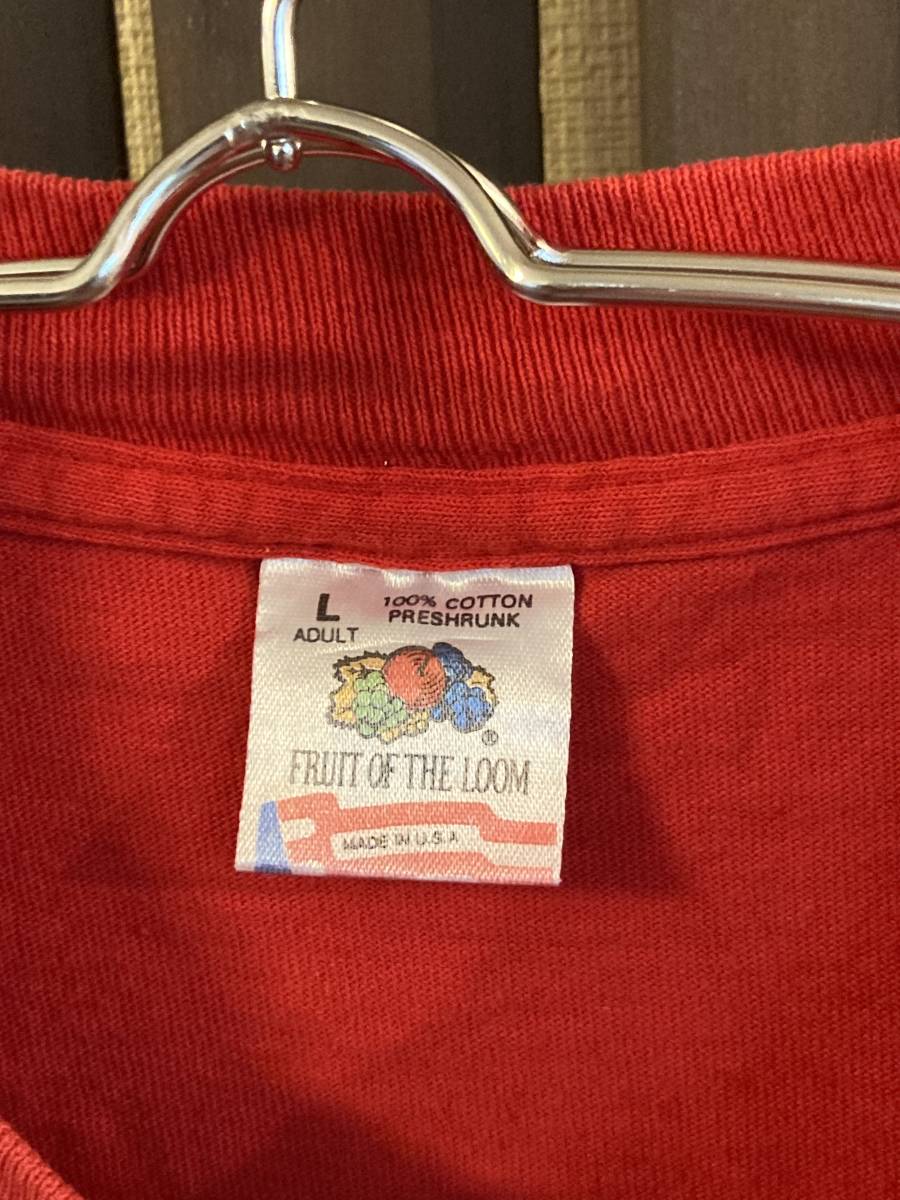 L
ADULT
100% COTTON
PRESHRUNK
®
FRUIT OF THE LOOM
MADE IN U.S.A